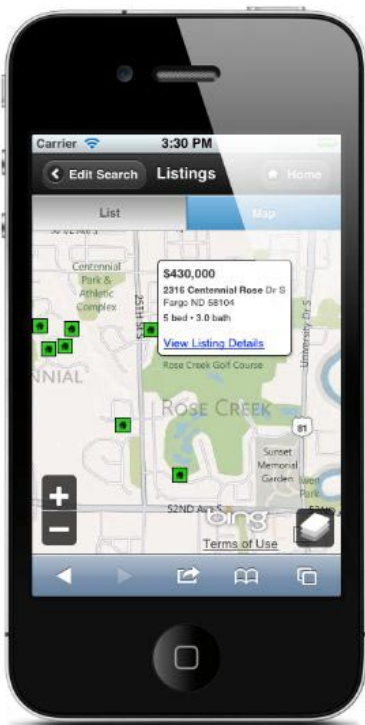 Carrier
3:30 PM
Edit Search
Listings
Home
List
Map
Centennial
Park &
Athletic
Complex
25TH ST S
$430,000
2316 Centennial Rose Dr S
Fargo ND 58104
5 bed • 3.0 bath
View Listing Details
University Dr S
Rose Creek Golf Course
NNIAL
ROSE CREEK
81
Sunset
Memorial
Garden
Park
52ND Ave S
bing
Terms of Use